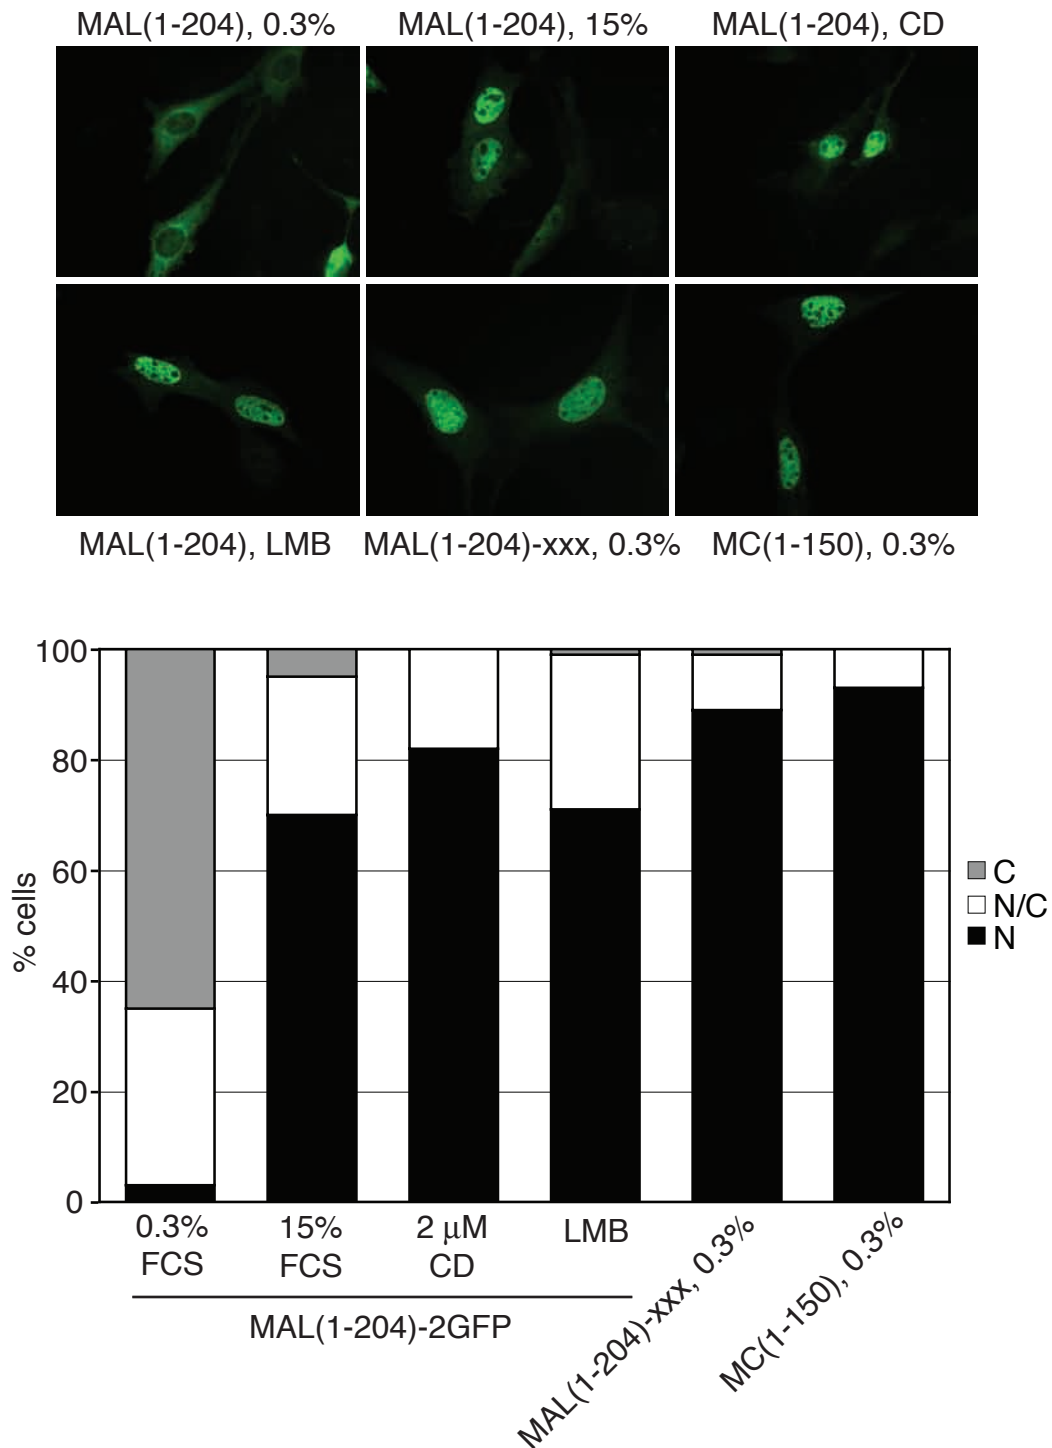 MAL(1-204), 0.3%
MAL(1-204), 15%
MAL(1-204), CD
MAL(1-204), LMB
MAL(1-204)-xxx, 0.3%
MC(1-150), 0.3%
100
80
60
40
20
0
% cells
C
N/C
N
0.3%
FCS
15%
FCS
2 μM
CD
LMB
MAL(1-204)-xxx, 0.3%
MC(1-150), 0.3%
MAL(1-204)-2GFP